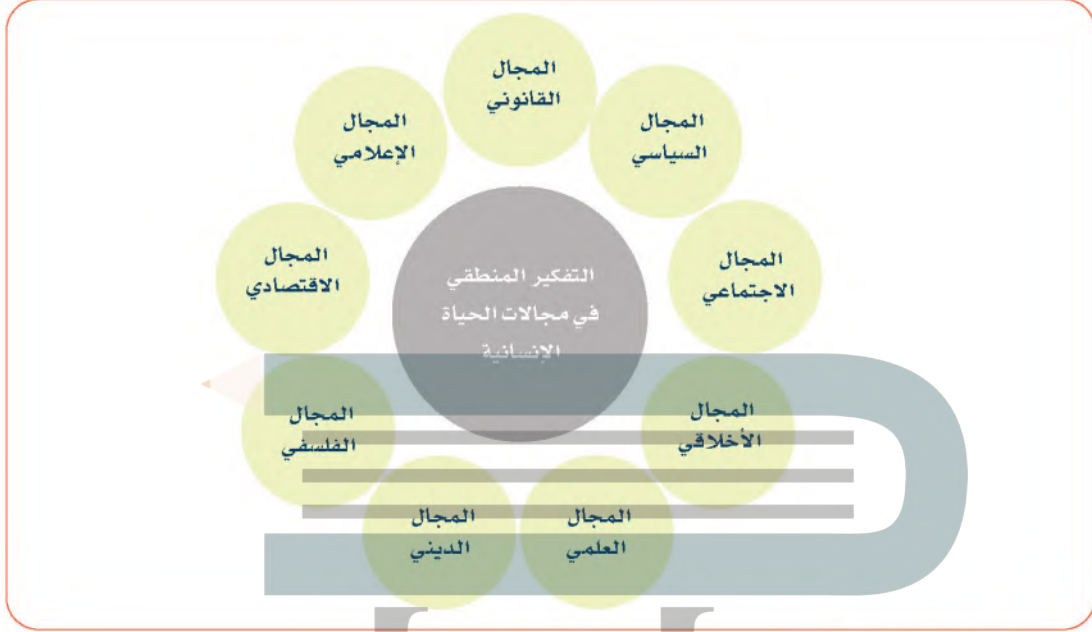 المجال
القانوني
المجال
السياسي
المجال
الاجتماعي
المجال
الأخلاقي
المجال
العلمي
المجال
الديني
المجال
الفلسفي
المجال
الاقتصادي
المجال
الإعلامي
التفكير المنطقي
في مجالات الحياة
الإنسانية